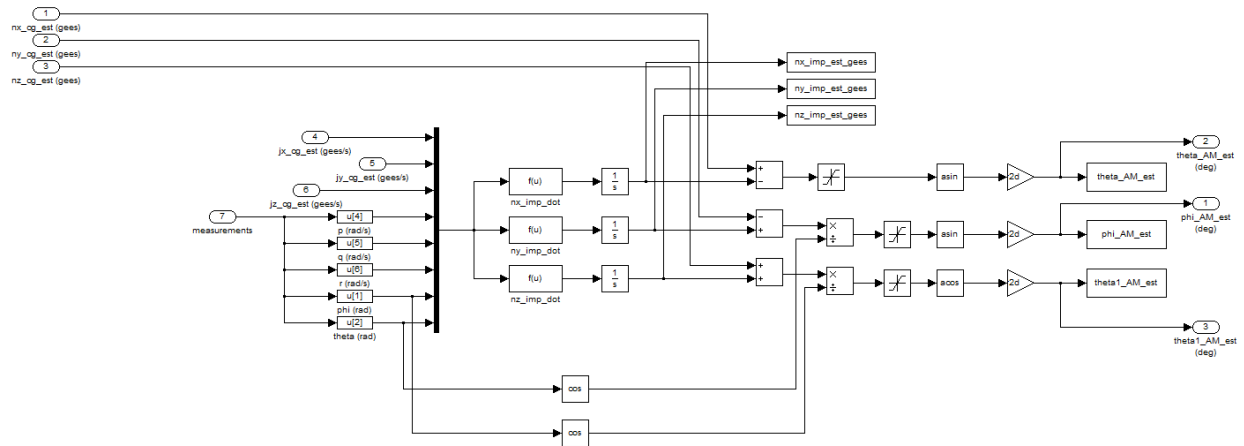 1
nx_cg_est (gees)
2
ny_cg_est (gees)
3
nz_cg_est (gees)
nx_imp_est_gees
ny_imp_est_gees
nz_imp_est_gees
4
jx_cg_est (gees/s)
5
jy_cg_est (gees/s)
6
jz_cg_est (gees/s)
7
measurements
u[4]
p (rad/s)
u[5]
q (rad/s)
u[6]
r (rad/s)
u[1]
phi (rad)
u[2]
theta (rad)
f(u)
nx_imp_dot
f(u)
ny_imp_dot
f(u)
nz_imp_dot
1
s
1
s
1
s
+
−
−
+
+
+
×
÷
×
÷
asin
asin
acos
2d
2d
2d
2
theta_AM_est
(deg)
theta_AM_est
1
phi_AM_est
(deg)
phi_AM_est
theta1_AM_est
3
theta1_AM_est
(deg)
cos
cos